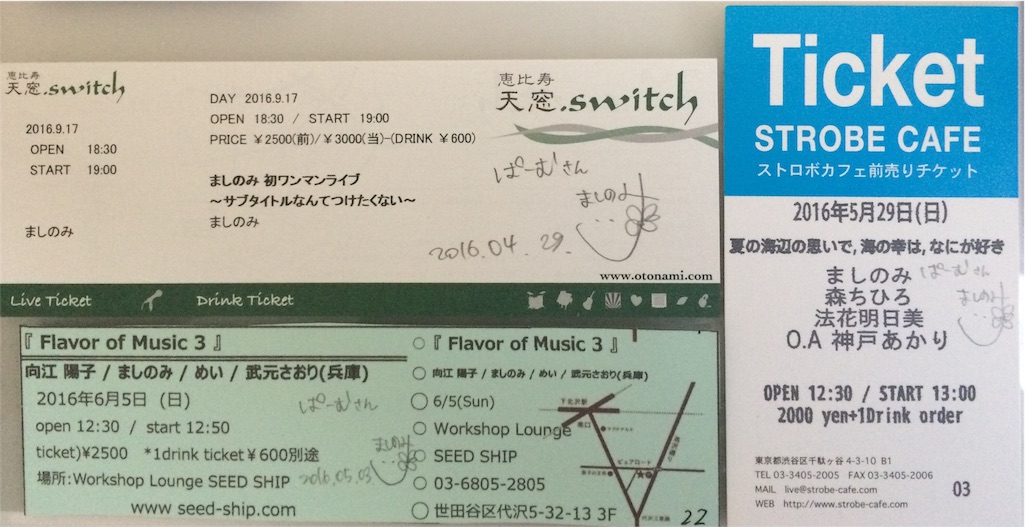 恵比寿
天窓.switch
2016.9.17
OPEN 18:30
START 19:00
ましのみ
DAY 2016.9.17
OPEN 18:30 / START 19:00
PRICE ¥2500(前)/¥3000(当)-(DRINK ¥600)
ましのみ 初ワンマンライブ
～サブタイトルなんてつけたくない～
ましのみ
恵比寿
天窓.switch
ぱーむさん
ましのみ
2016.04.29.
www.otonami.com
Live Ticket
Drink Ticket
『 Flavor of Music 3 』
向江 陽子 / ましのみ / めい / 武元さおり(兵庫)
2016年6月5日 (日)
open 12:30 / start 12:50
ticket)¥2500 *1drink ticket¥600別途
場所:Workshop Lounge SEED SHIP
www.seed-ship.com
ぱーむさん
ましのみ
2016.05.03
『 Flavor of Music 3 』
向江 陽子 / ましのみ / めい / 武元さおり(兵庫)
6/5(Sun)
Workshop Lounge
SEED SHIP
03-6805-2805
世田谷区代沢5-32-13 3F
下北沢駅
南口
ピュアロード
22
Ticket
STROBE CAFE
ストロボカフェ前売りチケット
2016年5月29日(日)
夏の海辺の思いで,海の幸は,なにが好き
ましのみ
森ちひろ
法花明日美
O.A 神戸あかり
ぱーむさん
ましのみ
OPEN 12:30 / START 13:00
2000 yen+1Drink order
東京都渋谷区千駄ヶ谷 4-3-10 B1
TEL 03-3405-2005 FAX 03-3405-2006
MAIL live@strobe-cafe.com
WEB http://www.strobe-cafe.com
03